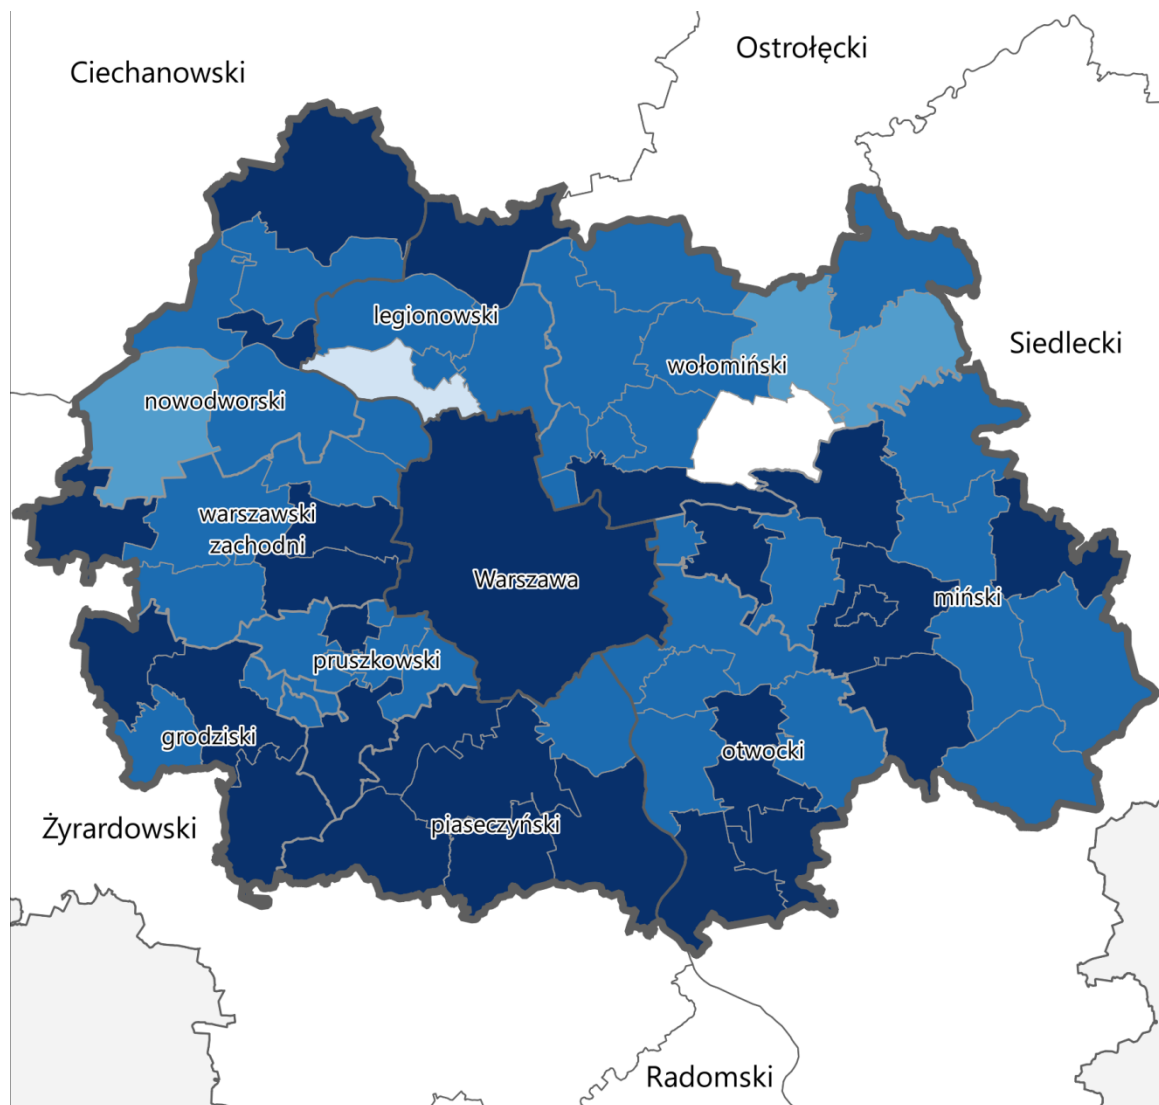 Ostrołęcki
Ciechanowski
legionowski
Siedlecki
wołomiński
nowodworski
warszawski
zachodni
Warszawa
miński
pruszkowski
grodziski
otwocki
Żyrardowski
piaseczyński
Radomski